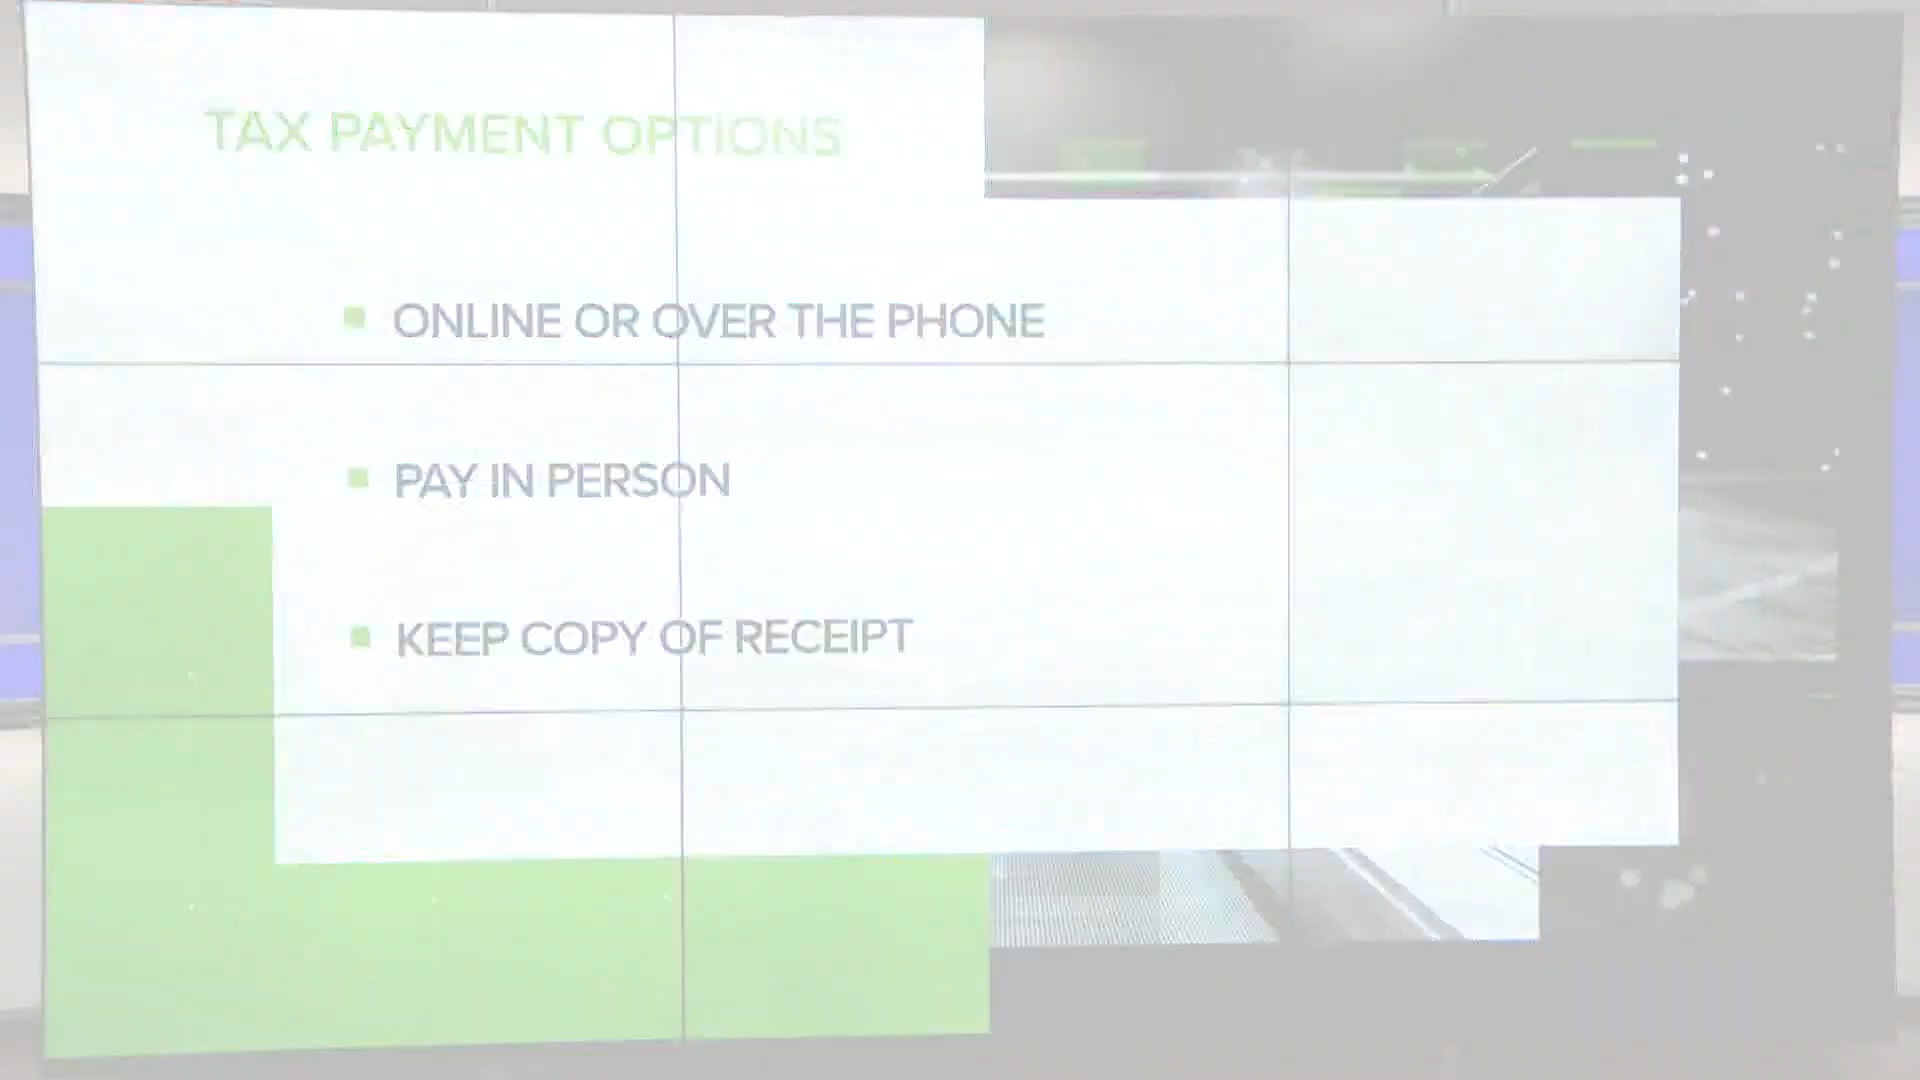 TAX PAYMENT OPTIONS
ONLINE OR OVER THE PHONE
PAY IN PERSON
KEEP COPY OF RECEIPT